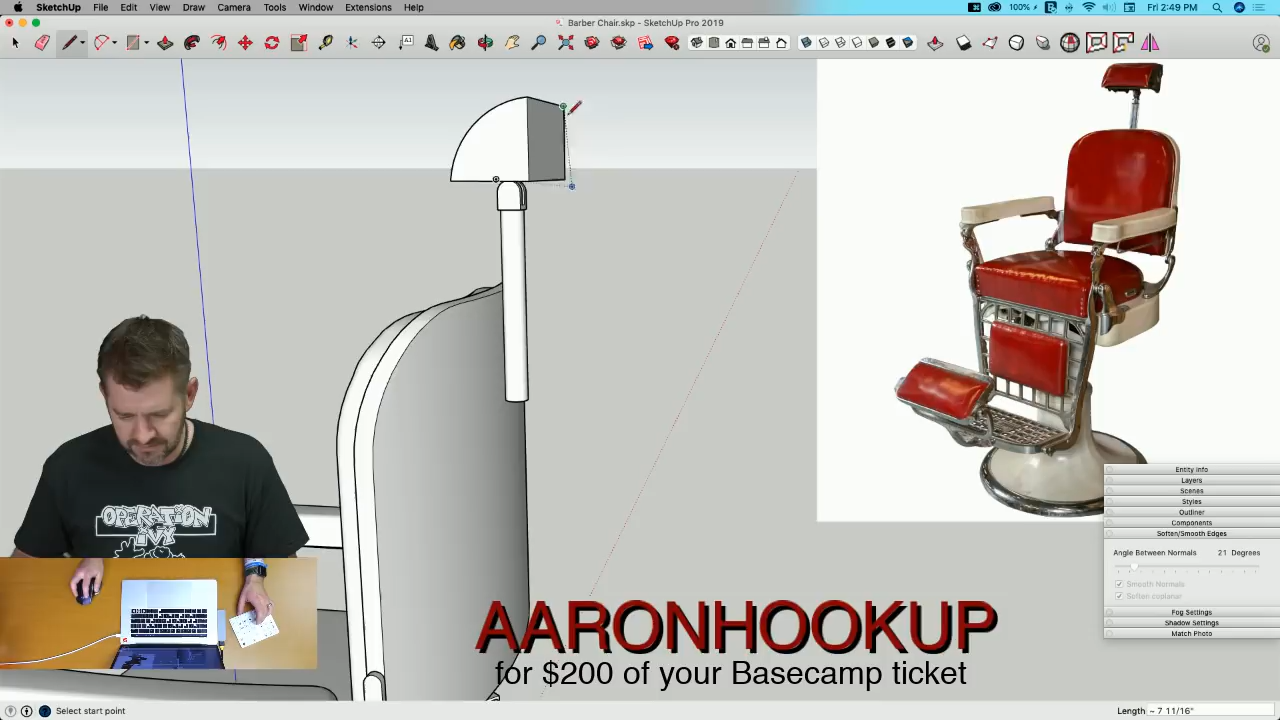 SketchUp File Edit View Draw Camera Tools Window Extensions Help
100% Fri 2:49 PM
Barber Chair.skp - SketchUp Pro 2019
Entity Info
Layers
Scenes
Styles
Outliner
Components
Soften/Smooth Edges
Angle Between Normals 21 Degrees
Smooth Normals
Soften coplanar
Fog Settings
Shadow Settings
Match Photo
OPERATION
IVY
AARONHOOKUP
for $200 of your Basecamp ticket
Select start point
Length ~ 7 11/16"